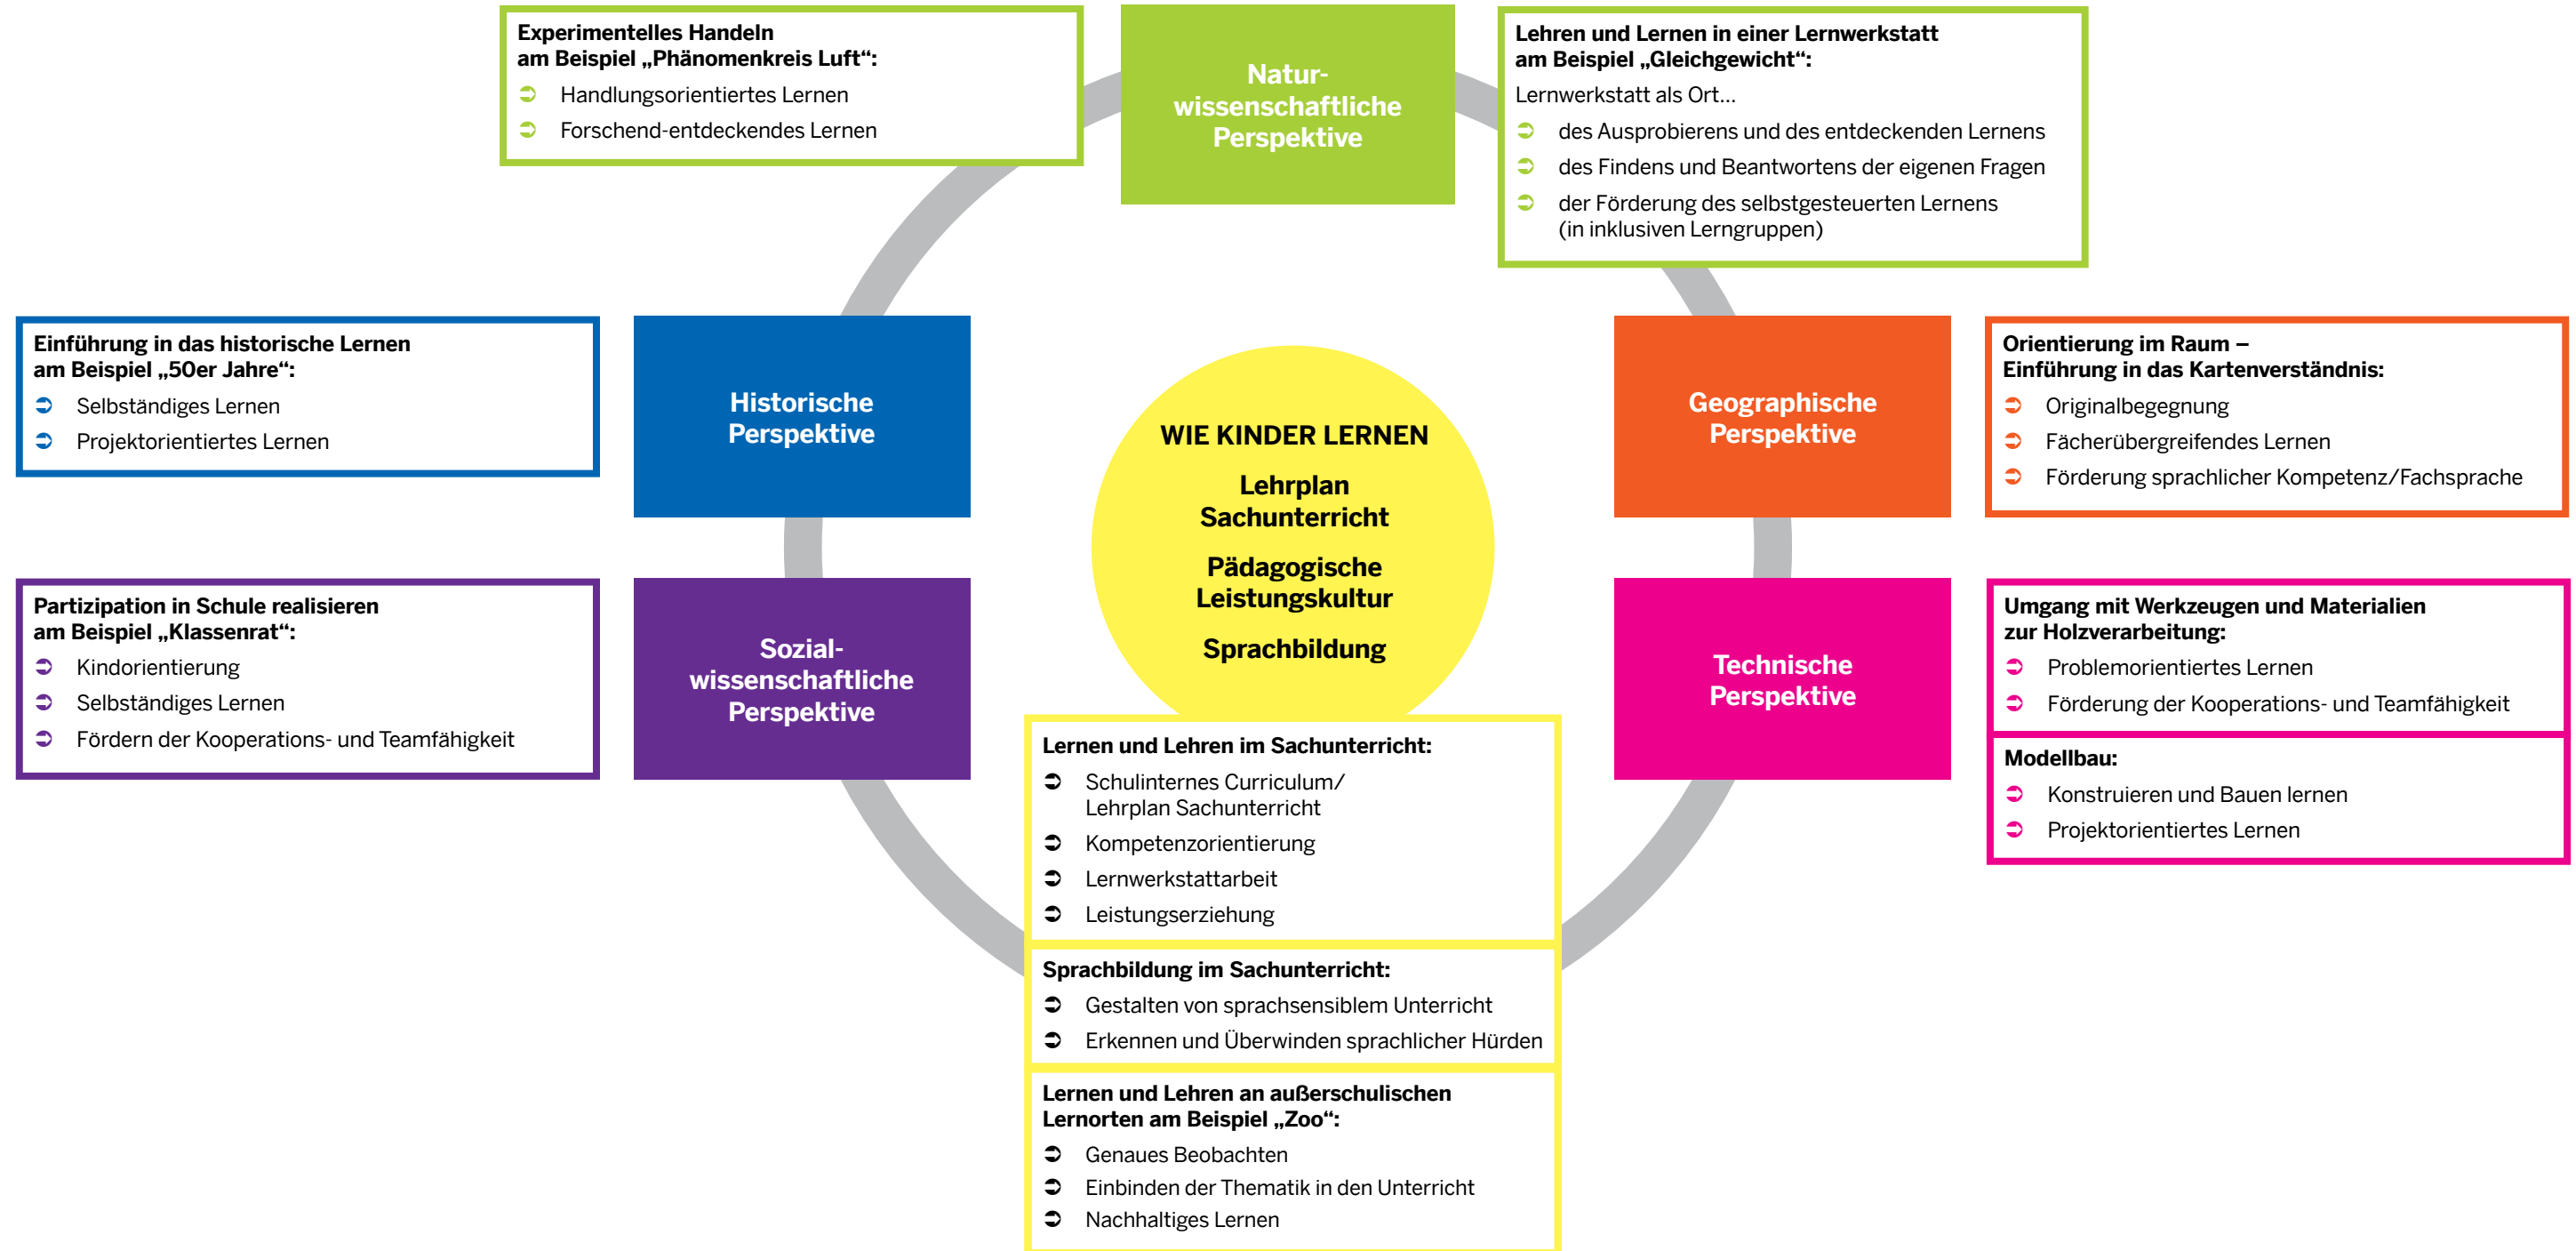 Experimentelles Handeln
am Beispiel „Phänomenkreis Luft“:
➲ Handlungsorientiertes Lernen
➲ Forschend-entdeckendes Lernen
Natur-
wissenschaftliche
Perspektive
Lehren und Lernen in einer Lernwerkstatt
am Beispiel „Gleichgewicht“:
Lernwerkstatt als Ort...
➲ des Ausprobierens und des entdeckenden Lernens
➲ des Findens und Beantwortens der eigenen Fragen
➲ der Förderung des selbstgesteuerten Lernens
(in inklusiven Lerngruppen)
Einführung in das historische Lernen
am Beispiel „50er Jahre“:
➲ Selbständiges Lernen
➲ Projektorientiertes Lernen
Historische
Perspektive
WIE KINDER LERNEN
Lehrplan
Sachunterricht
Pädagogische
Leistungskultur
Sprachbildung
Geographische
Perspektive
Orientierung im Raum –
Einführung in das Kartenverständnis:
➲ Originalbegegnung
➲ Fächerübergreifendes Lernen
➲ Förderung sprachlicher Kompetenz/Fachsprache
Partizipation in Schule realisieren
am Beispiel „Klassenrat“:
➲ Kindorientierung
➲ Selbständiges Lernen
➲ Fördern der Kooperations- und Teamfähigkeit
Sozial-
wissenschaftliche
Perspektive
Technische
Perspektive
Umgang mit Werkzeugen und Materialien
zur Holzverarbeitung:
➲ Problemorientiertes Lernen
➲ Förderung der Kooperations- und Teamfähigkeit
Modellbau:
➲ Konstruieren und Bauen lernen
➲ Projektorientiertes Lernen
Lernen und Lehren im Sachunterricht:
➲ Schulinternes Curriculum/
Lehrplan Sachunterricht
➲ Kompetenzorientierung
➲ Lernwerkstattarbeit
➲ Leistungserziehung
Sprachbildung im Sachunterricht:
➲ Gestalten von sprachsensiblem Unterricht
➲ Erkennen und Überwinden sprachlicher Hürden
Lernen und Lehren an außerschulischen
Lernorten am Beispiel „Zoo“:
➲ Genaues Beobachten
➲ Einbinden der Thematik in den Unterricht
➲ Nachhaltiges Lernen